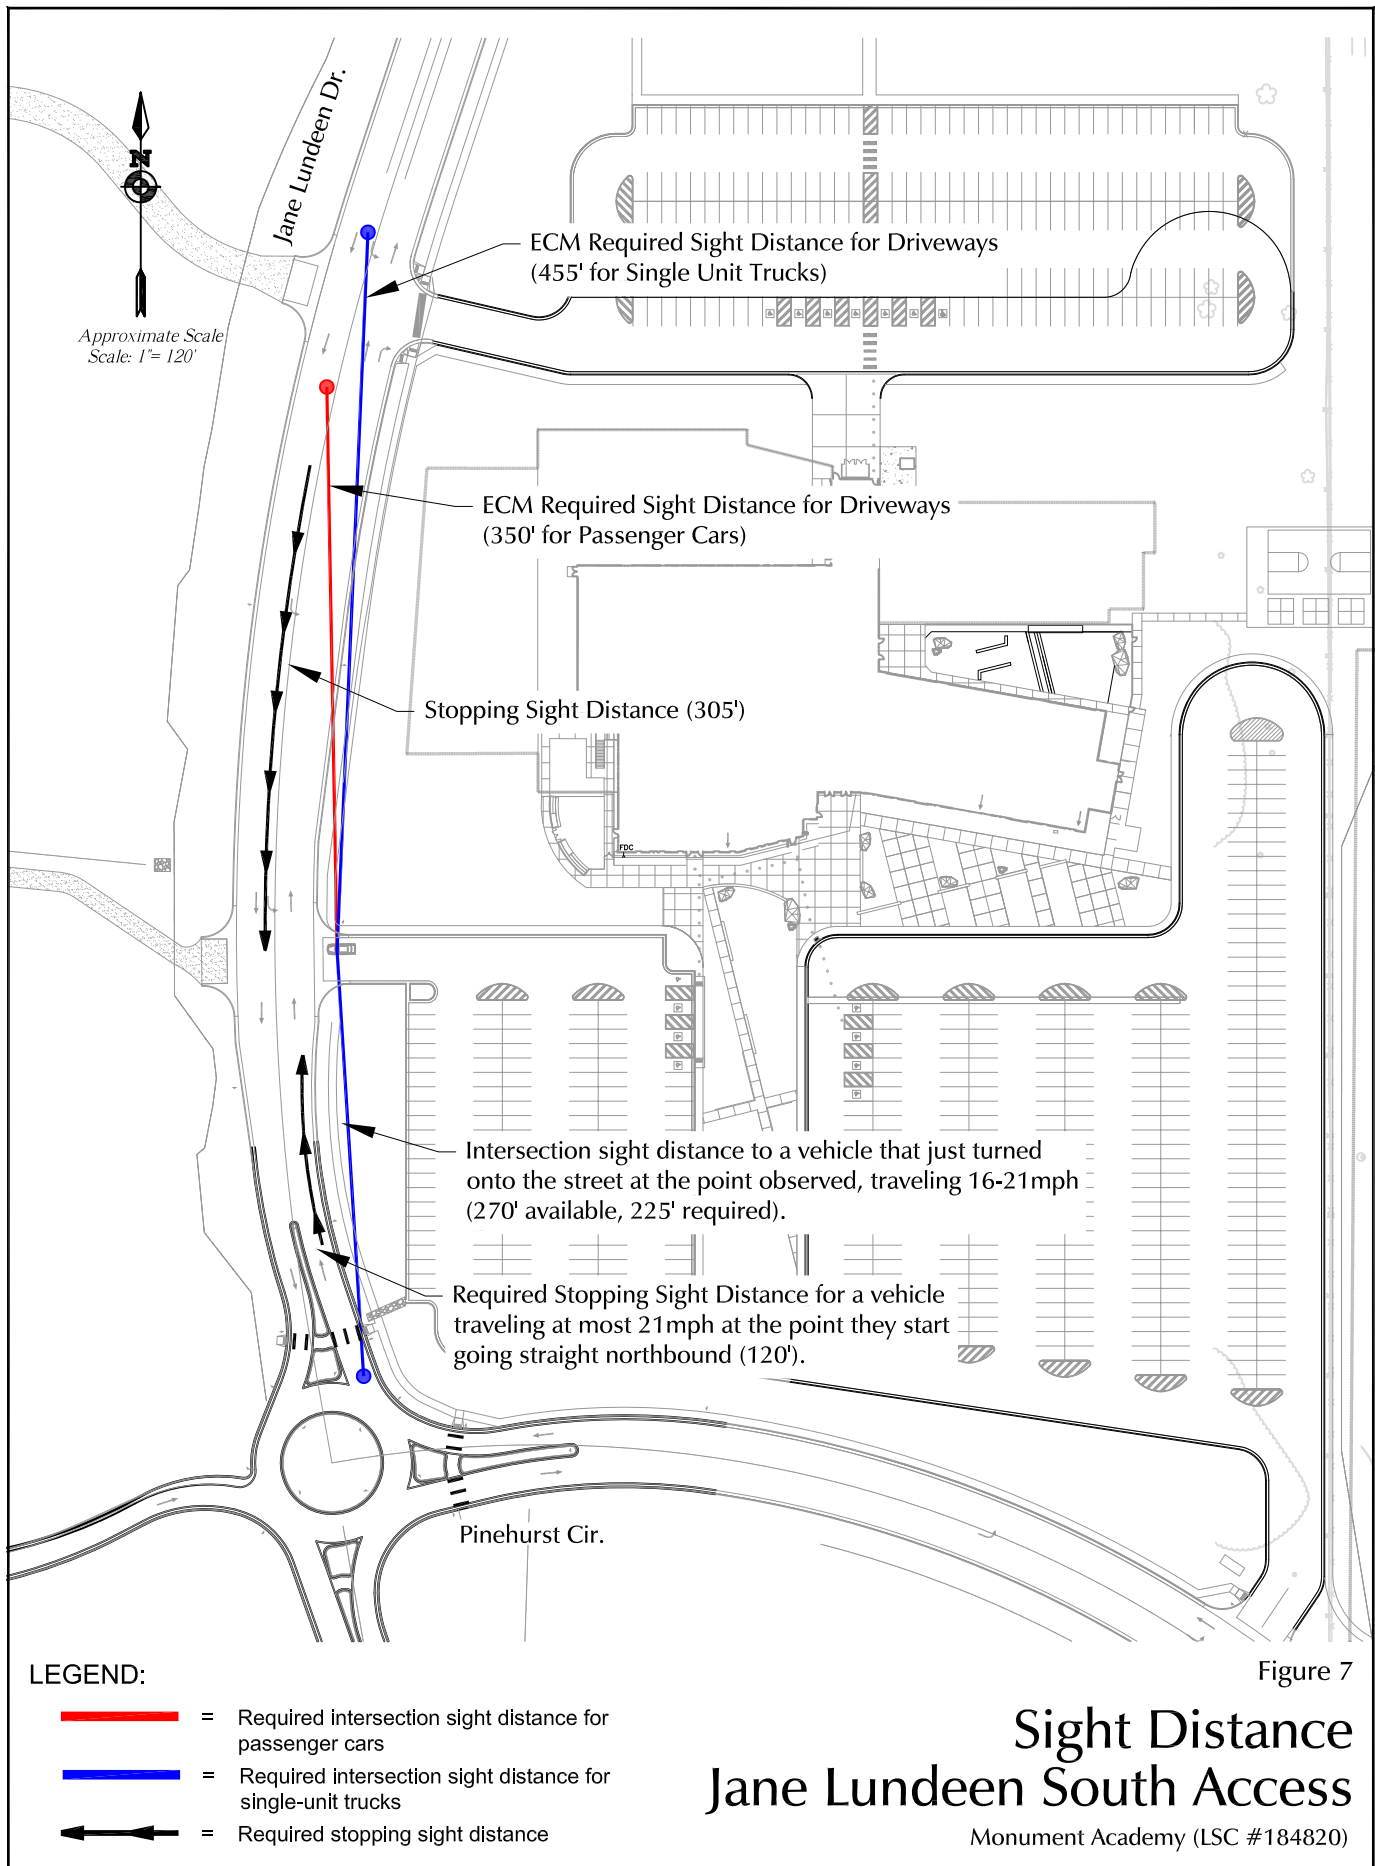 Jane Lundeen Dr.
N
Approximate Scale
Scale: 1"= 120'
ECM Required Sight Distance for Driveways
(455' for Single Unit Trucks)
ECM Required Sight Distance for Driveways
(350' for Passenger Cars)
Stopping Sight Distance (305')
FDC
Intersection sight distance to a vehicle that just turned
onto the street at the point observed, traveling 16-21mph
(270' available, 225' required).
Required Stopping Sight Distance for a vehicle
traveling at most 21mph at the point they start
going straight northbound (120').
Pinehurst Cir.
LEGEND:
= Required intersection sight distance for
passenger cars
= Required intersection sight distance for
single-unit trucks
= Required stopping sight distance
Figure 7
Sight Distance
Jane Lundeen South Access
Monument Academy (LSC #184820)